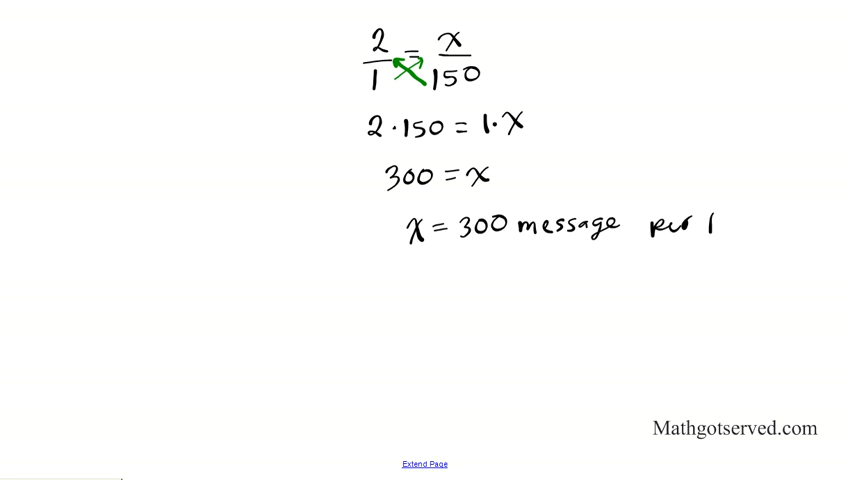 2/1 = x/150
2 · 150 = 1 · x
300 = x
x = 300 message per 1
Mathgotserved.com
Extend Page